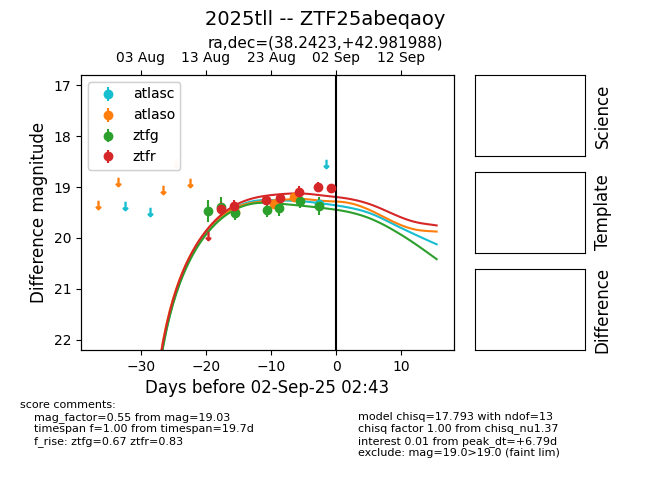 2025tll -- ZTF25abeqaoy
ra,dec=(38.2423,+42.981988)
03 Aug 13 Aug 23 Aug 02 Sep 12 Sep
17
18
19
20
21
22
Difference magnitude
atlasc
atlaso
ztfg
ztfr
−30 −20 −10 0 10
Days before 02-Sep-25 02:43
Science
Template
Difference
score comments:
mag_factor=0.55 from mag=19.03
timespan f=1.00 from timespan=19.7d
f_rise: ztfg=0.67 ztfr=0.83
model chisq=17.793 with ndof=13
chisq factor 1.00 from chisq_nu1.37
interest 0.01 from peak_dt=+6.79d
exclude: mag=19.0>19.0 (faint lim)